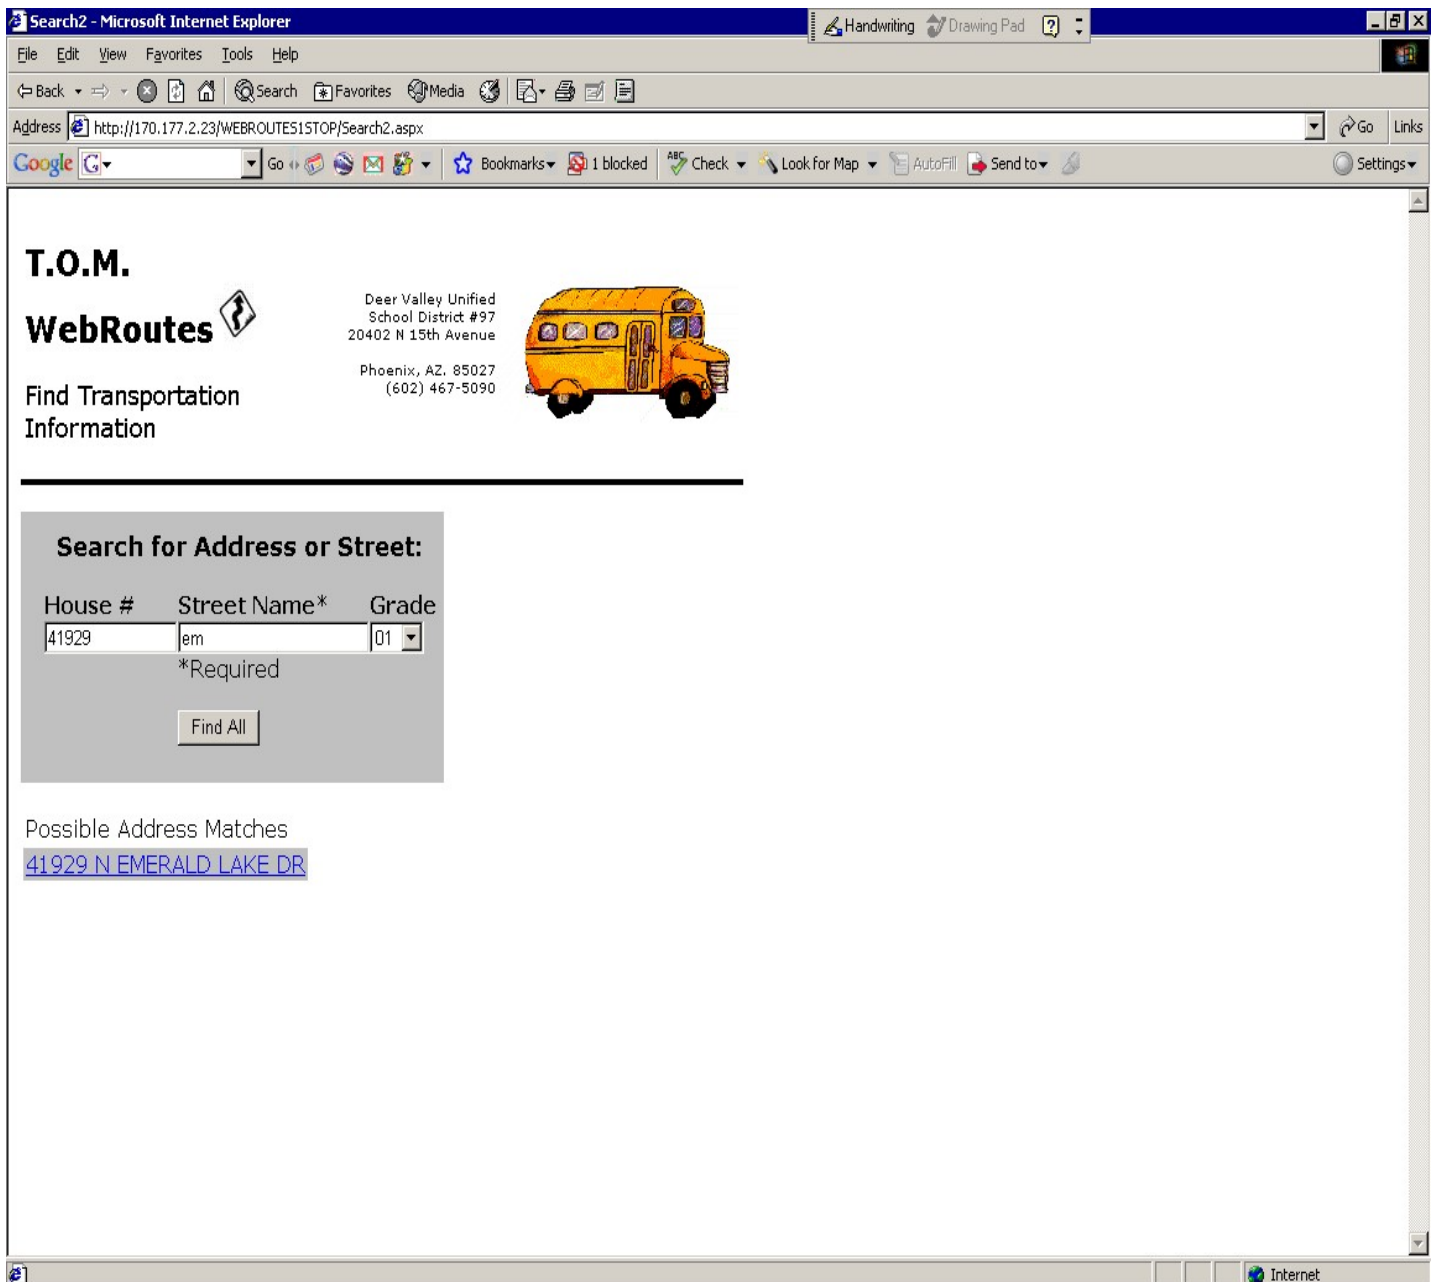 Search2 - Microsoft Internet Explorer
Handwriting Drawing Pad
File Edit View Favorites Tools Help
Back Search Favorites Media
Address http://170.177.2.23/WEBROUTES1STOP/Search2.aspx Go Links
Google G Go Bookmarks 1 blocked ABC Check Look for Map AutoFill Send to Settings
T.O.M.
WebRoutes
Find Transportation
Information
Deer Valley Unified
School District #97
20402 N 15th Avenue
Phoenix, AZ. 85027
(602) 467-5090
Search for Address or Street:
House # Street Name* Grade
41929 em 01
*Required
Find All
Possible Address Matches
41929 N EMERALD LAKE DR
Internet